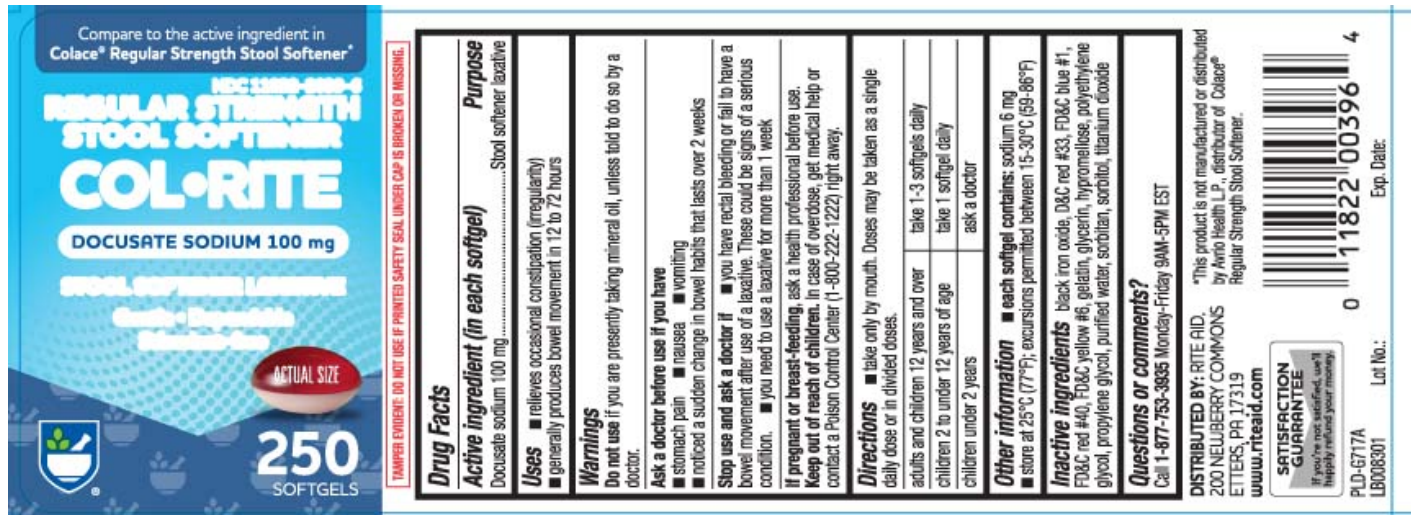 Compare to the active ingredient in
Colace® Regular Strength Stool Softener*
REGULAR STRENGTH
STOOL SOFTENER
COL•RITE
DOCUSATE SODIUM 100 mg
ACTUAL SIZE
250
SOFTGELS
®
TAMPER EVIDENT: DO NOT USE IF PRINTED SAFETY SEAL UNDER CAP IS BROKEN OR MISSING.
Drug Facts
Active ingredient (in each softgel) Purpose
Docusate sodium 100 mg..........Stool softener laxative
Uses ■ relieves occasional constipation (irregularity)
■ generally produces bowel movement in 12 to 72 hours
Warnings
Do not use if you are presently taking mineral oil, unless told to do so by a
doctor.
Ask a doctor before use if you have
■ stomach pain ■ nausea ■ vomiting
■ noticed a sudden change in bowel habits that lasts over 2 weeks
Stop use and ask a doctor if ■ you have rectal bleeding or fail to have a
bowel movement after use of a laxative. These could be signs of a serious
condition. ■ you need to use a laxative for more than 1 week
If pregnant or breast-feeding, ask a health professional before use.
Keep out of reach of children. In case of overdose, get medical help or
contact a Poison Control Center (1-800-222-1222) right away.
Directions ■ take only by mouth. Doses may be taken as a single
daily dose or in divided doses.
adults and children 12 years and over take 1-3 softgels daily
children 2 to under 12 years of age take 1 softgel daily
children under 2 years ask a doctor
Other information ■ each softgel contains: sodium 6 mg
■ store at 25°C (77°F); excursions permitted between 15-30°C (59-86°F)
Inactive ingredients black iron oxide, D&C red #33, FD&C blue #1,
FD&C red #40, FD&C yellow #6, gelatin, glycerin, hypromellose, polyethylene
glycol, propylene glycol, purified water, sorbitan, sorbitol, titanium dioxide
Questions or comments?
Call 1-877-753-3935 Monday-Friday 9AM-5PM EST
DISTRIBUTED BY: RITE AID,
200 NEWBERRY COMMONS
ETTERS, PA 17319
www.riteaid.com
*This product is not manufactured or distributed
by Avrio Health L.P., distributor of Colace®
Regular Strength Stool Softener.
SATISFACTION
GUARANTEE
If you're not satisfied, we'll
happily refund your money.
0 11822 00396 4
PLD-G717A
LB008301 Lot No.: Exp. Date: